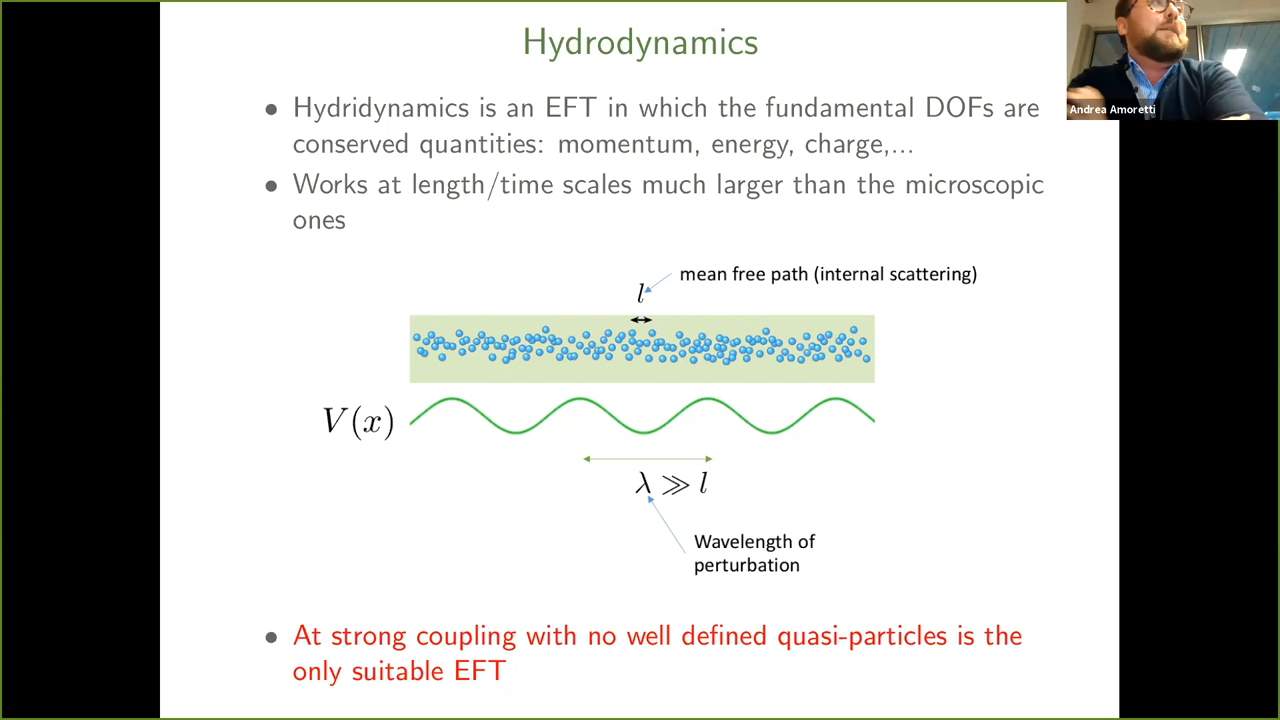 Hydrodynamics
Andrea Amoretti
• Hydridynamics is an EFT in which the fundamental DOFs are
conserved quantities: momentum, energy, charge,...
• Works at length/time scales much larger than the microscopic
ones
mean free path (internal scattering)
l
V(x)
λ ≫ l
Wavelength of
perturbation
• At strong coupling with no well defined quasi-particles is the
only suitable EFT